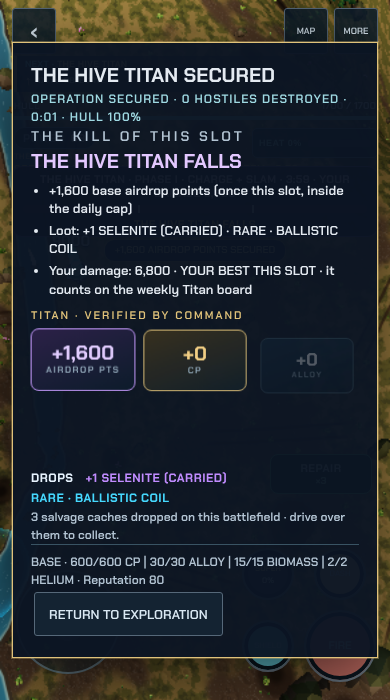 ‹
MAP
MORE
THE HIVE TITAN SECURED
OPERATION SECURED · 0 HOSTILES DESTROYED ·
0:01 · HULL 100%
THE KILL OF THIS SLOT
THE HIVE TITAN FALLS
• +1,600 base airdrop points (once this slot, inside
the daily cap)
• Loot: +1 SELENITE (CARRIED) · RARE · BALLISTIC
COIL
• Your damage: 6,800 · YOUR BEST THIS SLOT · it
counts on the weekly Titan board
TITAN · VERIFIED BY COMMAND
+1,600
AIRDROP PTS
+0
CP
+0
ALLOY
REPAIR
DROPS +1 SELENITE (CARRIED)
RARE · BALLISTIC COIL
3 salvage caches dropped on this battlefield · drive over
them to collect.
BASE · 600/600 CP | 30/30 ALLOY | 15/15 BIOMASS | 2/2
HELIUM · Reputation 80
RETURN TO EXPLORATION